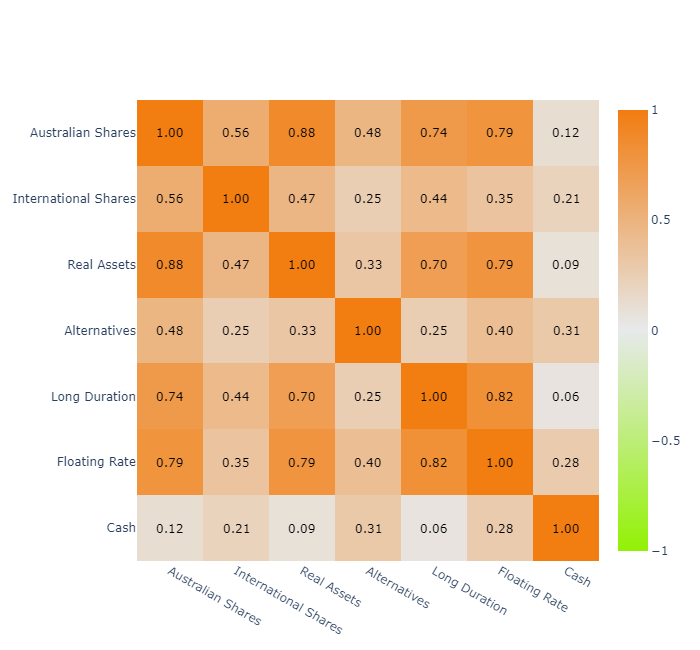 Australian Shares 1.00 0.56 0.88 0.48 0.74 0.79 0.12
International Shares 0.56 1.00 0.47 0.25 0.44 0.35 0.21
Real Assets 0.88 0.47 1.00 0.33 0.70 0.79 0.09
Alternatives 0.48 0.25 0.33 1.00 0.25 0.40 0.31
Long Duration 0.74 0.44 0.70 0.25 1.00 0.82 0.06
Floating Rate 0.79 0.35 0.79 0.40 0.82 1.00 0.28
Cash 0.12 0.21 0.09 0.31 0.06 0.28 1.00
Australian Shares
International Shares
Real Assets
Alternatives
Long Duration
Floating Rate
Cash
1
0.5
0
−0.5
−1